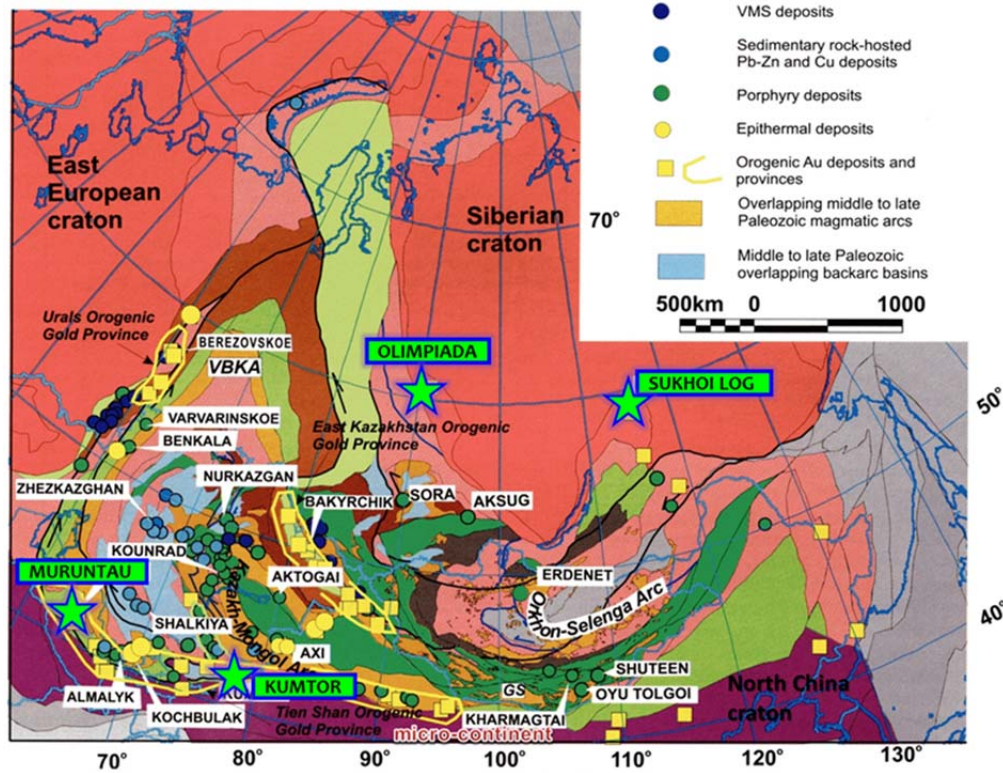 VMS deposits
Sedimentary rock-hosted
Pb-Zn and Cu deposits
Porphyry deposits
Epithermal deposits
Orogenic Au deposits and
provinces
Overlapping middle to late
Paleozoic magmatic arcs
Middle to late Paleozoic
overlapping backarc basins
500km 0 1000
East
European
craton
Siberian
craton
70°
Urals Orogenic
Gold Province
BEREZOVSKOE
VBKA
OLIMPIADA
SUKHOI LOG
50°
VARVARINSKOE
East Kazakhstan Orogenic
Gold Province
BENKALA
NURKAZGAN
ZHEZKAZGHAN
BAKYRCHIK
SORA
AKSUG
KOUNRAD
MURUNTAU
AKTOGAI
ERDENET
Kazakh-Mongol Arc
Orkhon-Selenga Arc
40°
SHALKIYA
AXI
SHUTEEN
GS
OYU TOLGOI
North China
craton
KUMTOR
ALMALYK
KOCHBULAK
Tien Shan Orogenic
Gold Province
KHARMAGTAI
micro-continent
70° 80° 90° 100° 110° 120° 130°